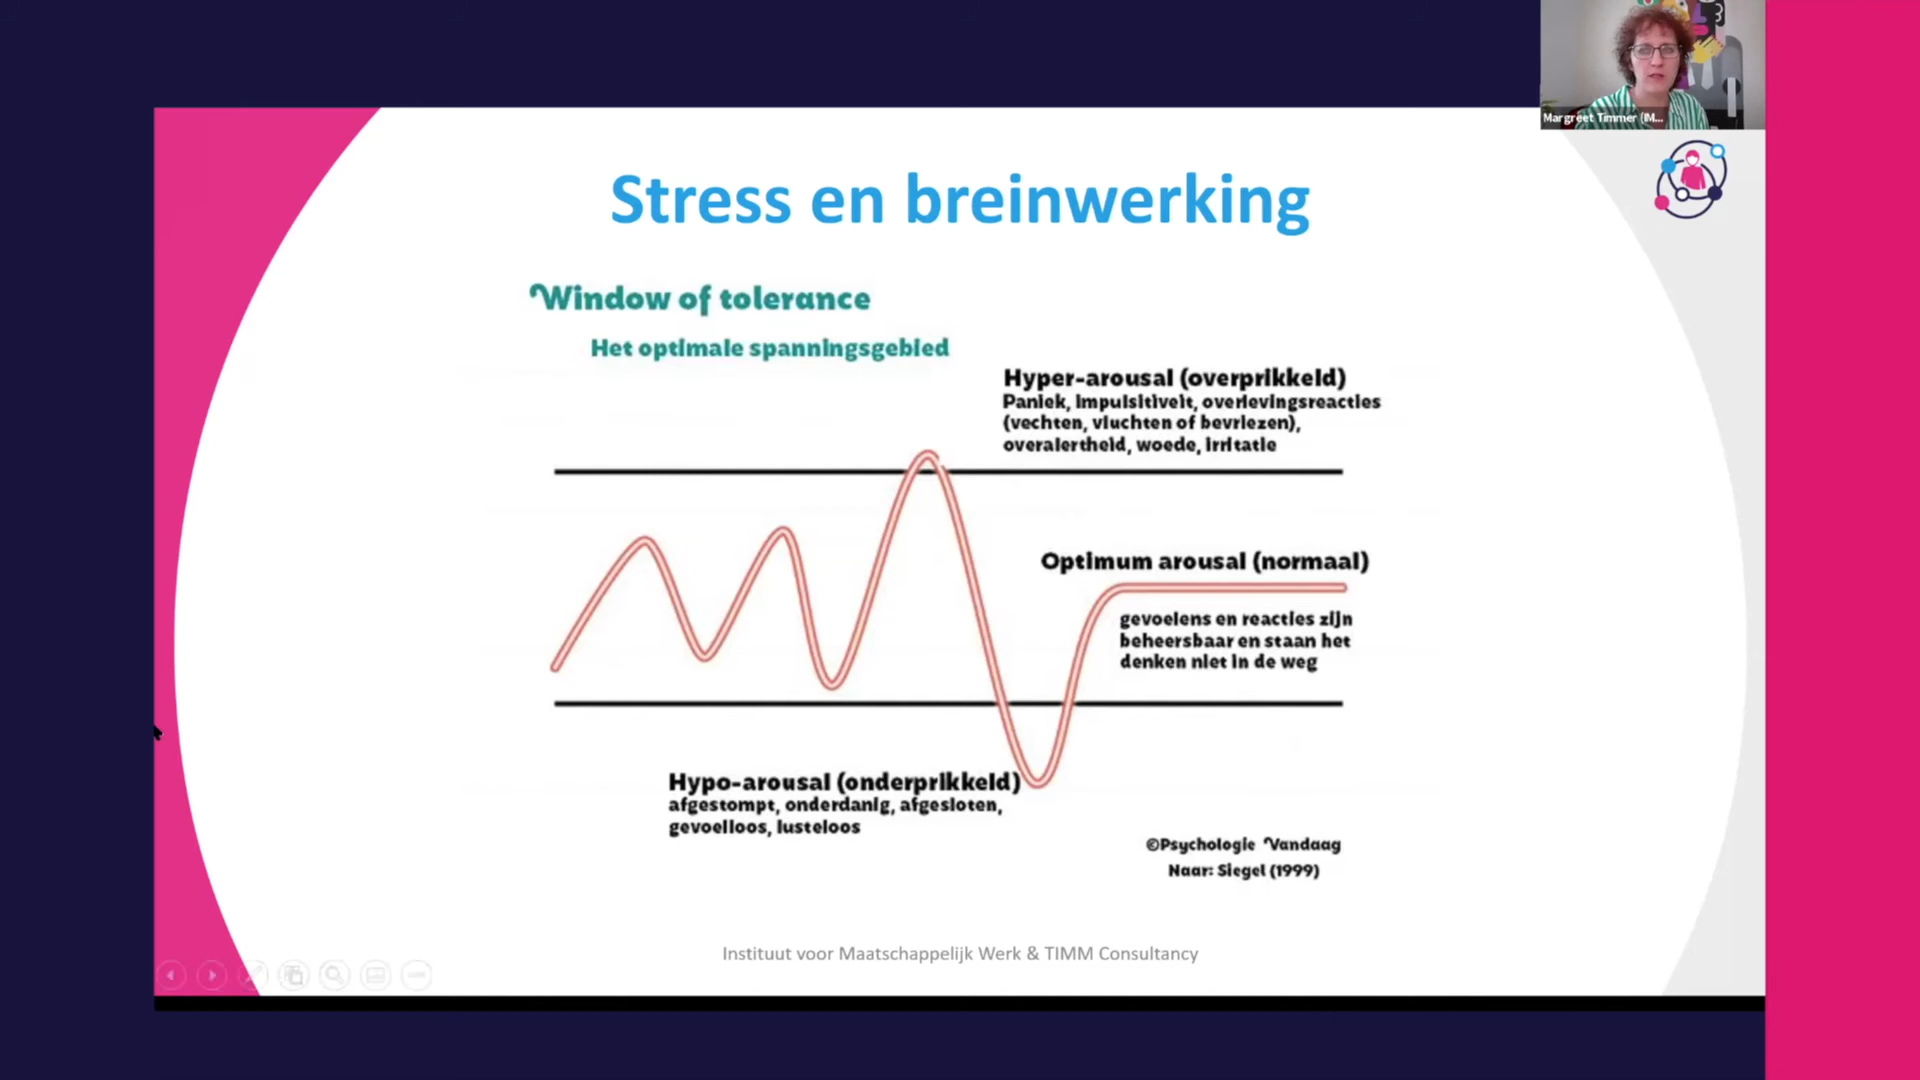 Margreet Timmer (IM...
Stress en breinwerking
Window of tolerance
Het optimale spanningsgebied
Hyper-arousal (overprikkeld)
Paniek, impulsitiveit, overlevingsreacties
(vechten, vluchten of bevriezen),
overalertheid, woede, irritatie
Optimum arousal (normaal)
gevoelens en reacties zijn
beheersbaar en staan het
denken niet in de weg
Hypo-arousal (onderprikkeld)
afgestompt, onderdanig, afgesloten,
gevoelloos, lusteloos
©Psychologie Vandaag
Naar: Siegel (1999)
Instituut voor Maatschappelijk Werk & TIMM Consultancy